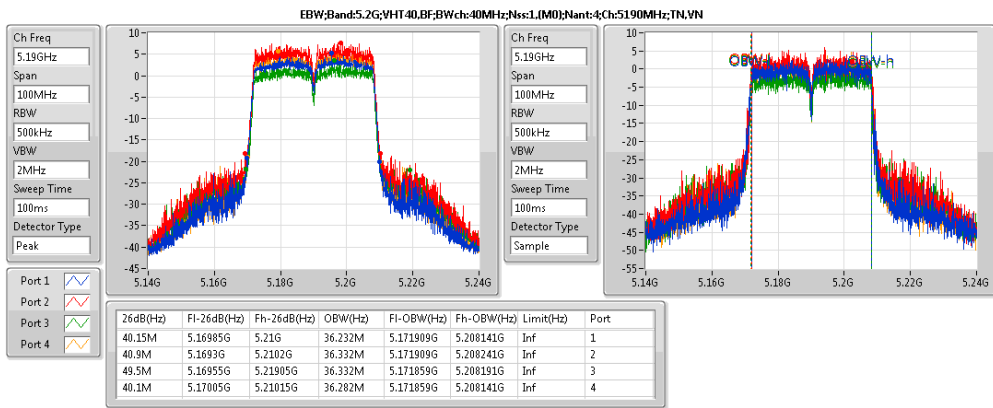 EBW;Band:5.2G;VHT40,BF;BWch:40MHz;Nss:1,(M0);Nant:4;Ch:5190MHz;TN,VN
Ch Freq
5.19GHz
Span
100MHz
RBW
500kHz
VBW
2MHz
Sweep Time
100ms
Detector Type
Peak
10
5
0
-5
-10
-15
-20
-25
-30
-35
-40
-45
5.14G
5.16G
5.18G
5.2G
5.22G
5.24G
Ch Freq
5.19GHz
Span
100MHz
RBW
500kHz
VBW
2MHz
Sweep Time
100ms
Detector Type
Sample
10
5
0
-5
-10
-15
-20
-25
-30
-35
-40
-45
-50
-55
5.14G
5.16G
5.18G
5.2G
5.22G
5.24G
Port 1
Port 2
Port 3
Port 4
26dB(Hz) Fl-26dB(Hz) Fh-26dB(Hz) OBW(Hz) Fl-OBW(Hz) Fh-OBW(Hz) Limit(Hz) Port
40.15M 5.16985G 5.21G 36.232M 5.171909G 5.208141G Inf 1
40.9M 5.1693G 5.2102G 36.332M 5.171909G 5.208241G Inf 2
49.5M 5.16955G 5.21905G 36.332M 5.171859G 5.208191G Inf 3
40.1M 5.17005G 5.21015G 36.282M 5.171859G 5.208141G Inf 4